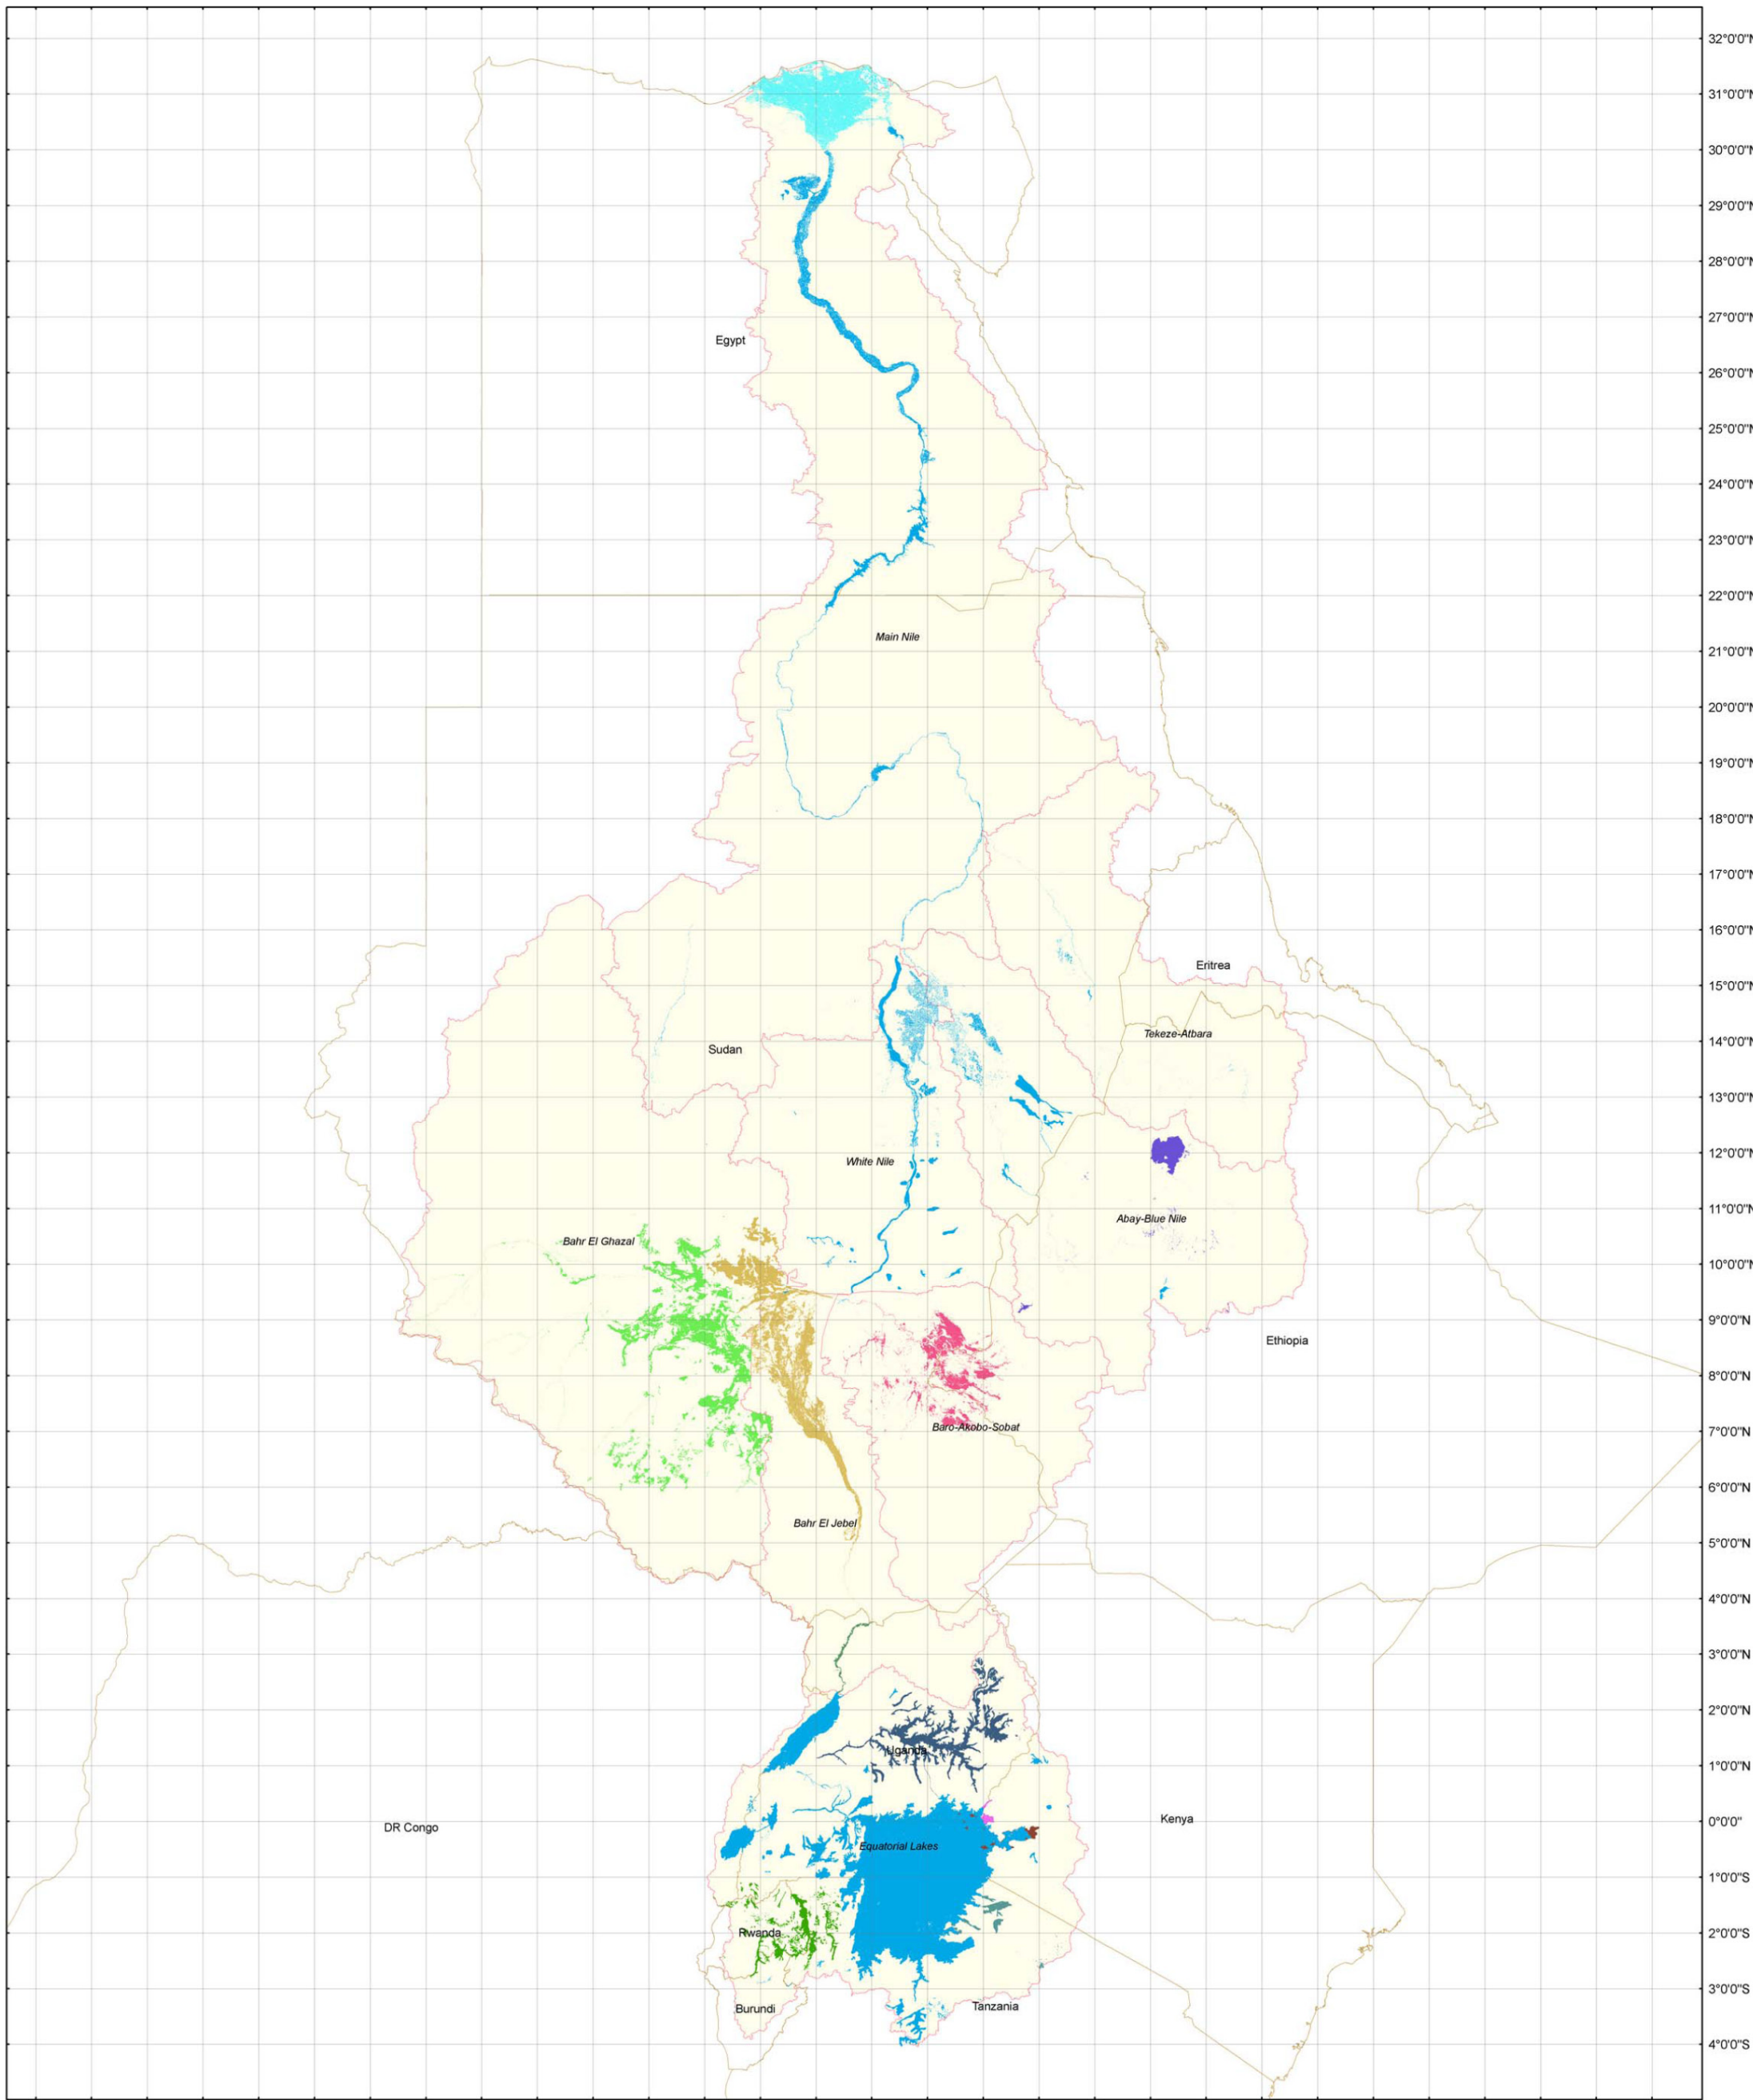 32°0'0"N
31°0'0"N
30°0'0"N
29°0'0"N
28°0'0"N
27°0'0"N
Egypt
26°0'0"N
25°0'0"N
24°0'0"N
23°0'0"N
22°0'0"N
Main Nile
21°0'0"N
20°0'0"N
19°0'0"N
18°0'0"N
17°0'0"N
16°0'0"N
Eritrea
15°0'0"N
Tekeze-Atbara
Sudan
14°0'0"N
13°0'0"N
12°0'0"N
White Nile
Abay-Blue Nile
11°0'0"N
Bahr El Ghazal
10°0'0"N
9°0'0"N
Ethiopia
8°0'0"N
Baro-Akobo-Sobat
7°0'0"N
6°0'0"N
Bahr El Jebel
5°0'0"N
4°0'0"N
3°0'0"N
2°0'0"N
Uganda
1°0'0"N
Kenya
0°0'0"
DR Congo
Equatorial Lakes
1°0'0"S
Rwanda
2°0'0"S
3°0'0"S
Burundi
Tanzania
4°0'0"S